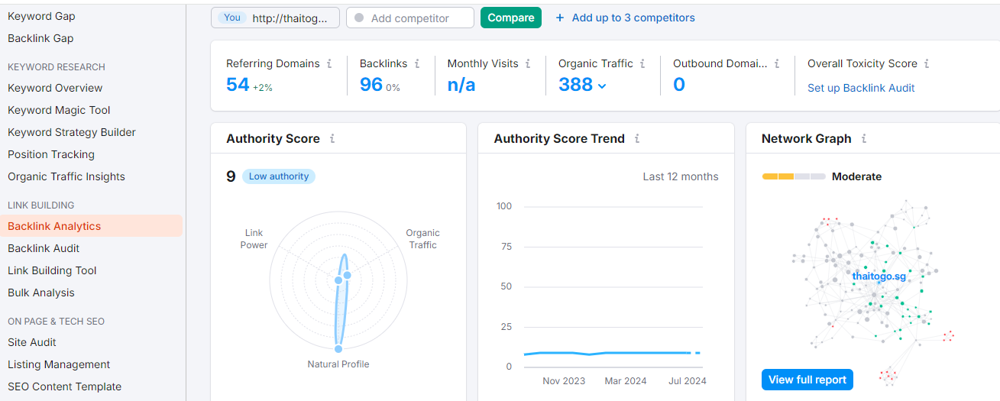 Keyword Gap
Backlink Gap
KEYWORD RESEARCH
Keyword Overview
Keyword Magic Tool
Keyword Strategy Builder
Position Tracking
Organic Traffic Insights
LINK BUILDING
Backlink Analytics
Backlink Audit
Link Building Tool
Bulk Analysis
ON PAGE & TECH SEO
Site Audit
Listing Management
SEO Content Template
You http://thaitog... Add competitor Compare + Add up to 3 competitors
Referring Domains i
54 +2%
Backlinks i
96 0%
Monthly Visits i
n/a
Organic Traffic i
388
Outbound Domai... i
0
Overall Toxicity Score i
Set up Backlink Audit
Authority Score i
9 Low authority
Link
Power
Organic
Traffic
Natural Profile
Authority Score Trend i
Last 12 months
100
75
50
25
0
Nov 2023 Mar 2024 Jul 2024
Network Graph i
Moderate
thaitogo.sg
View full report